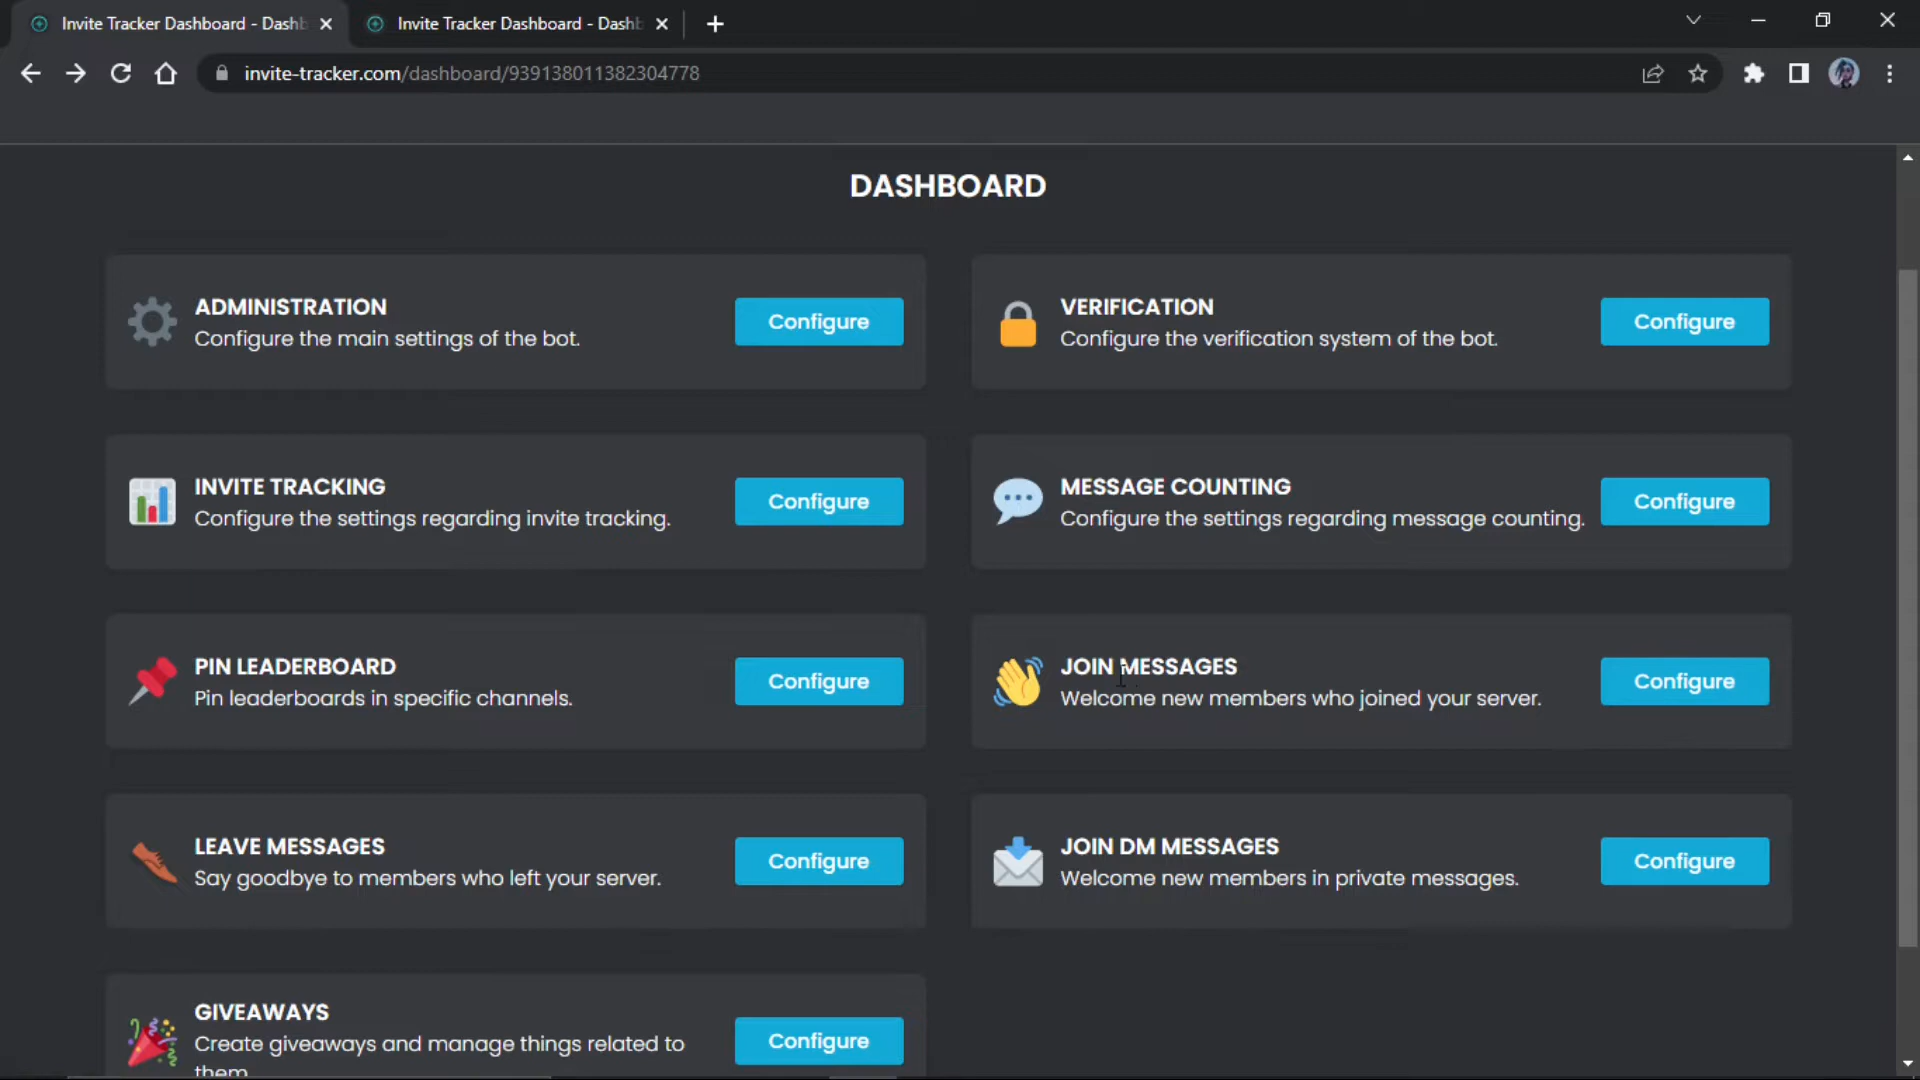 Invite Tracker Dashboard - Dashb
Invite Tracker Dashboard - Dashb
invite-tracker.com/dashboard/939138011382304778
DASHBOARD
ADMINISTRATION
Configure the main settings of the bot.
Configure
VERIFICATION
Configure the verification system of the bot.
Configure
INVITE TRACKING
Configure the settings regarding invite tracking.
Configure
MESSAGE COUNTING
Configure the settings regarding message counting.
Configure
PIN LEADERBOARD
Pin leaderboards in specific channels.
Configure
JOIN MESSAGES
Welcome new members who joined your server.
Configure
LEAVE MESSAGES
Say goodbye to members who left your server.
Configure
JOIN DM MESSAGES
Welcome new members in private messages.
Configure
GIVEAWAYS
Create giveaways and manage things related to
them.
Configure